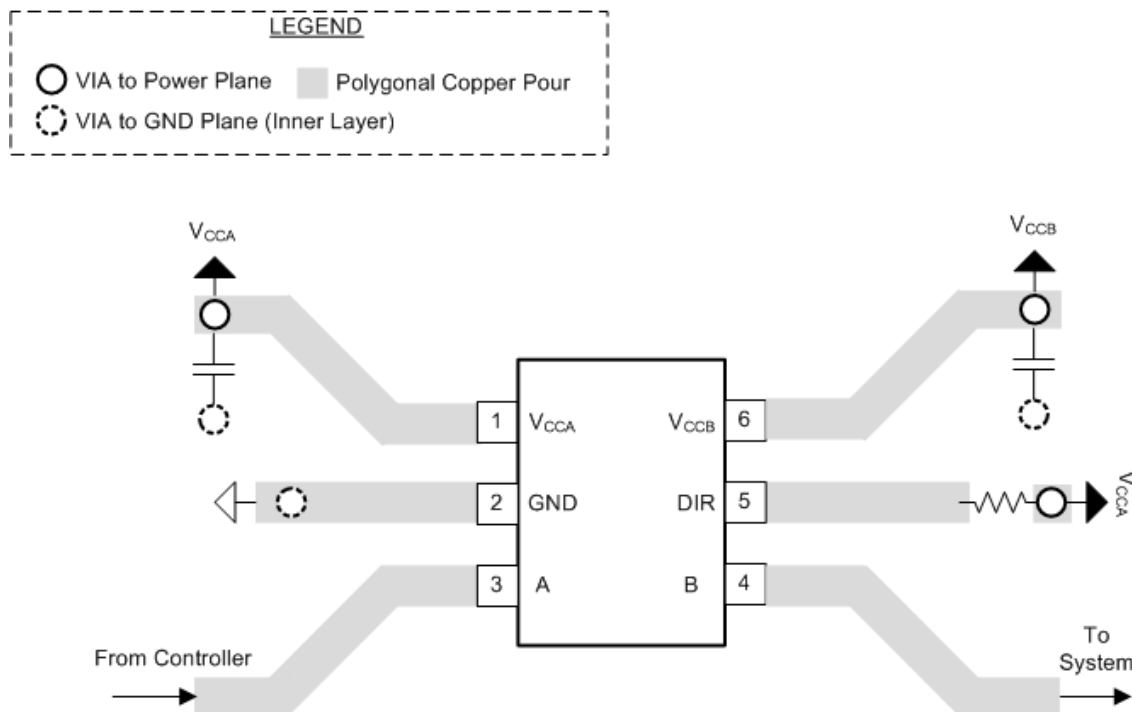 LEGEND
VIA to Power Plane
Polygonal Copper Pour
VIA to GND Plane (Inner Layer)
VCCA
VCCB
1 VCCA
VCCB 6
2 GND
DIR 5
VCCA
3 A
B 4
From Controller
To
System